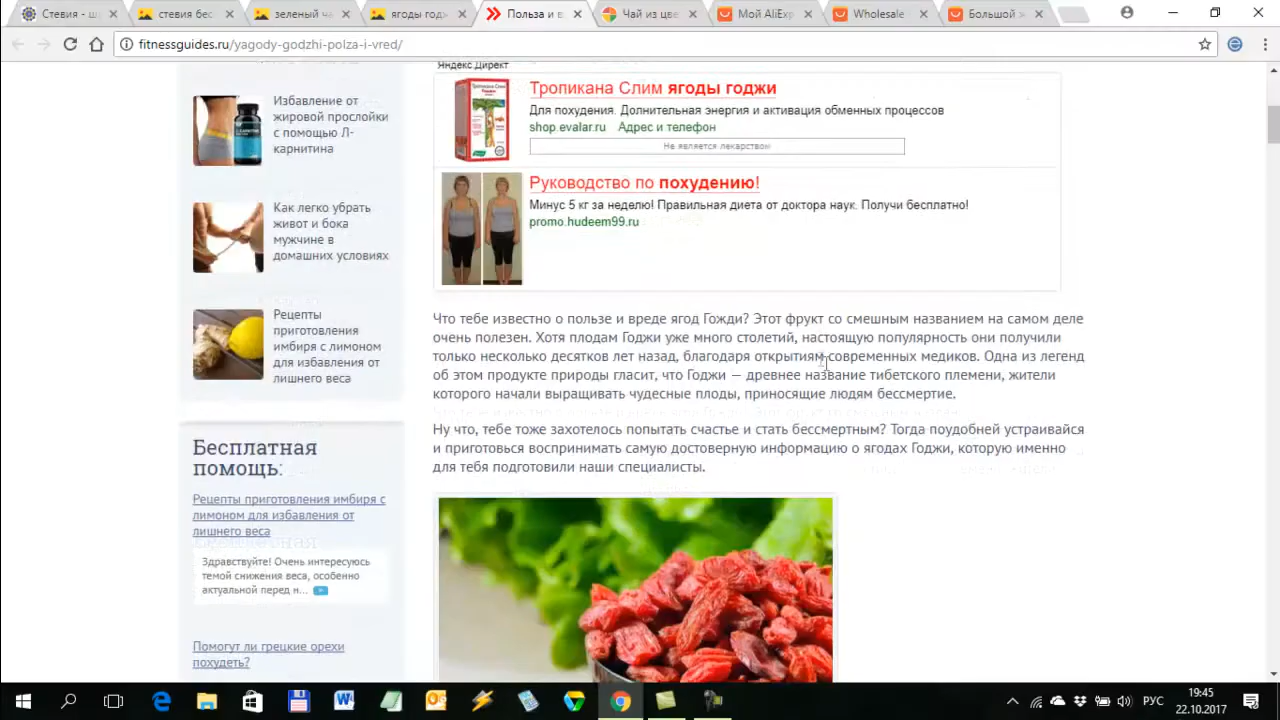 Стевия - ш
стевия бес
зеленый ча
ягоды годж
Польза и в
Чай из цве
Мой AliExp
Wholesale
Большой ж
fitnessguides.ru/yagody-godzhi-polza-i-vred/
Избавление от
жировой прослойки
с помощью Л-
карнитина
Как легко убрать
живот и бока
мужчине в
домашних условиях
Рецепты
приготовления
имбиря с лимоном
для избавления от
лишнего веса
Бесплатная
помощь:
Рецепты приготовления имбиря с
лимоном для избавления от
лишнего веса
Здравствуйте! Очень интересуюсь
темой снижения веса, особенно
актуальной перед н...
Помогут ли грецкие орехи
похудеть?
Яндекс.Директ
Тропикана Слим ягоды годжи
Для похудения. Долнительная энергия и активация обменных процессов
shop.evalar.ru Адрес и телефон
Не является лекарством
Руководство по похудению!
Минус 5 кг за неделю! Правильная диета от доктора наук. Получи бесплатно!
promo.hudeem99.ru
Что тебе известно о пользе и вреде ягод Гожди? Этот фрукт со смешным названием на самом деле
очень полезен. Хотя плодам Годжи уже много столетий, настоящую популярность они получили
только несколько десятков лет назад, благодаря открытиям современных медиков. Одна из легенд
об этом продукте природы гласит, что Годжи — древнее название тибетского племени, жители
которого начали выращивать чудесные плоды, приносящие людям бессмертие.
Ну что, тебе тоже захотелось попытать счастье и стать бессмертным? Тогда поудобней устраивайся
и приготовься воспринимать самую достоверную информацию о ягодах Годжи, которую именно
для тебя подготовили наши специалисты.
РУС
19:45
22.10.2017